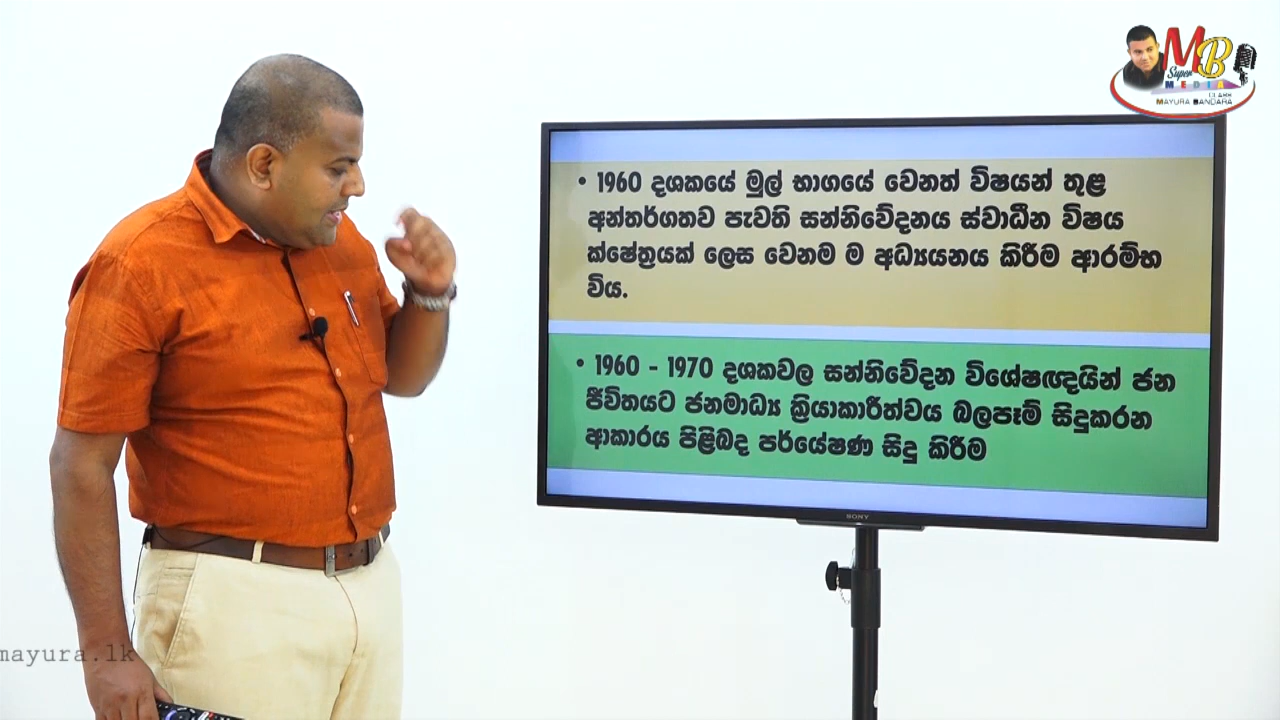 MB
Super
MEDIA
CLASS
MAYURA BANDARA
• 1960 දශකයේ මුල් භාගයේ වෙනත් විෂයන් තුළ
අන්තර්ගතව පැවති සන්නිවේදනය ස්වාධීන විෂය
ක්ෂේත්‍රයක් ලෙස වෙනම ම අධ්‍යයනය කිරීම ආරම්භ
විය.
• 1960 - 1970 දශකවල සන්නිවේදන විශේෂඥයින් ජන
ජීවිතයට ජනමාධ්‍ය ක්‍රියාකාරීත්වය බලපෑම් සිදුකරන
ආකාරය පිළිබද පර්යේෂණ සිදු කිරීම
SONY
mayura.lk